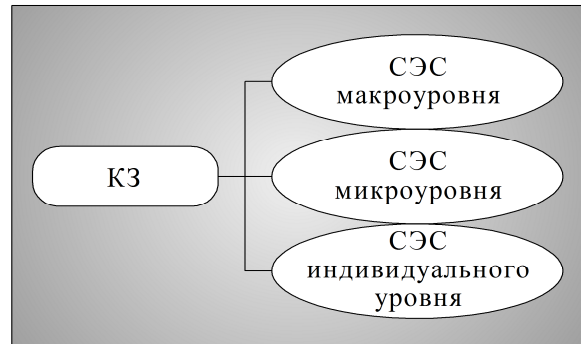 СЭС
макроуровня
КЗ
СЭС
микроуровня
СЭС
индивидуального
уровня